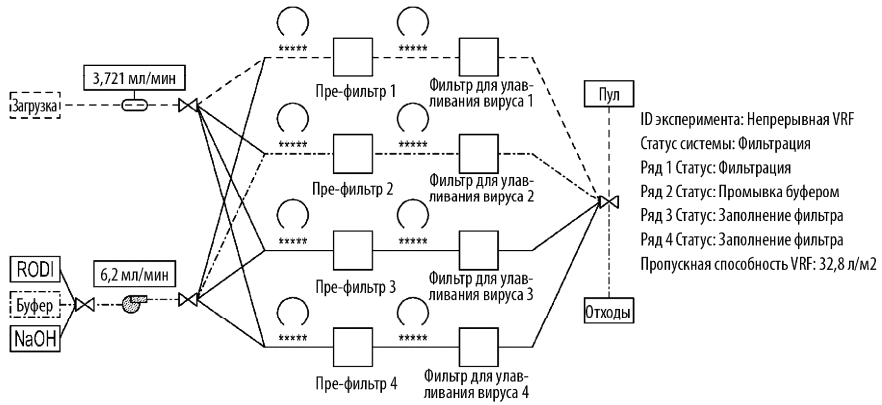 3,721 мл/мин
Загрузка
*****
*****
Пре-фильтр 1
Фильтр для улав-
ливания вируса 1
*****
*****
Пре-фильтр 2
Фильтр для улав-
ливания вируса 2
RODI
Буфер
NaOH
6,2 мл/мин
*****
*****
Пре-фильтр 3
Фильтр для улав-
ливания вируса 3
*****
*****
Пре-фильтр 4
Фильтр для улав-
ливания вируса 4
Пул
Отходы
ID эксперимента: Непрерывная VRF
Статус системы: Фильтрация
Ряд 1 Статус: Фильтрация
Ряд 2 Статус: Промывка буфером
Ряд 3 Статус: Заполнение фильтра
Ряд 4 Статус: Заполнение фильтра
Пропускная способность VRF: 32,8 л/м2